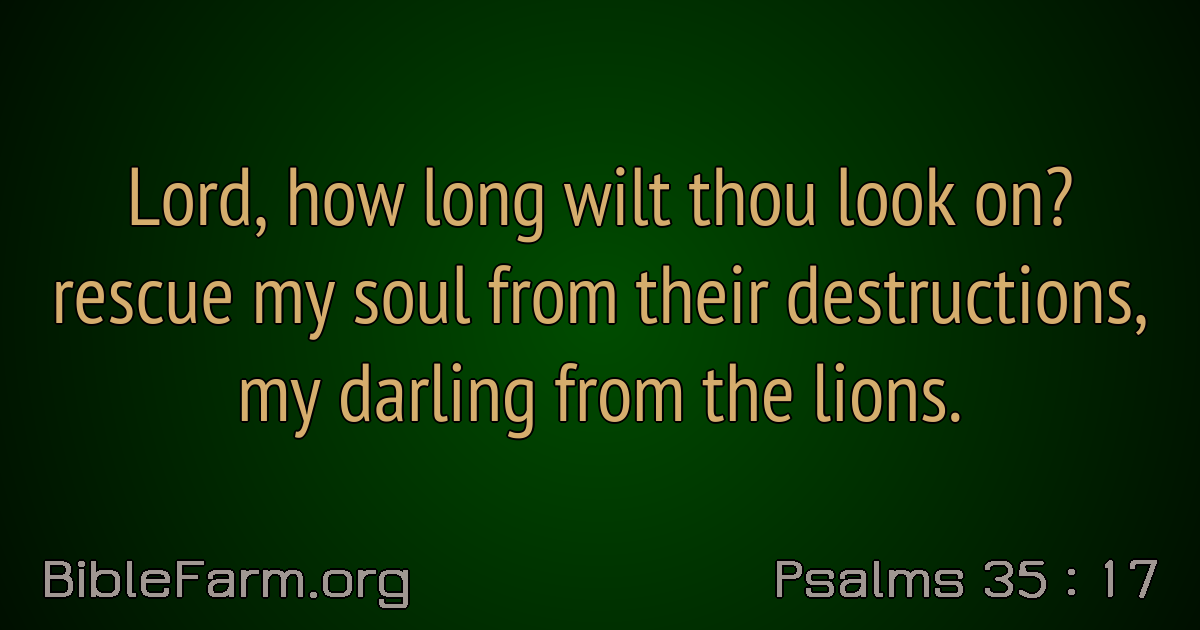 Lord, how long wilt thou look on?
rescue my soul from their destructions,
my darling from the lions.
BibleFarm.org
Psalms 35 : 17